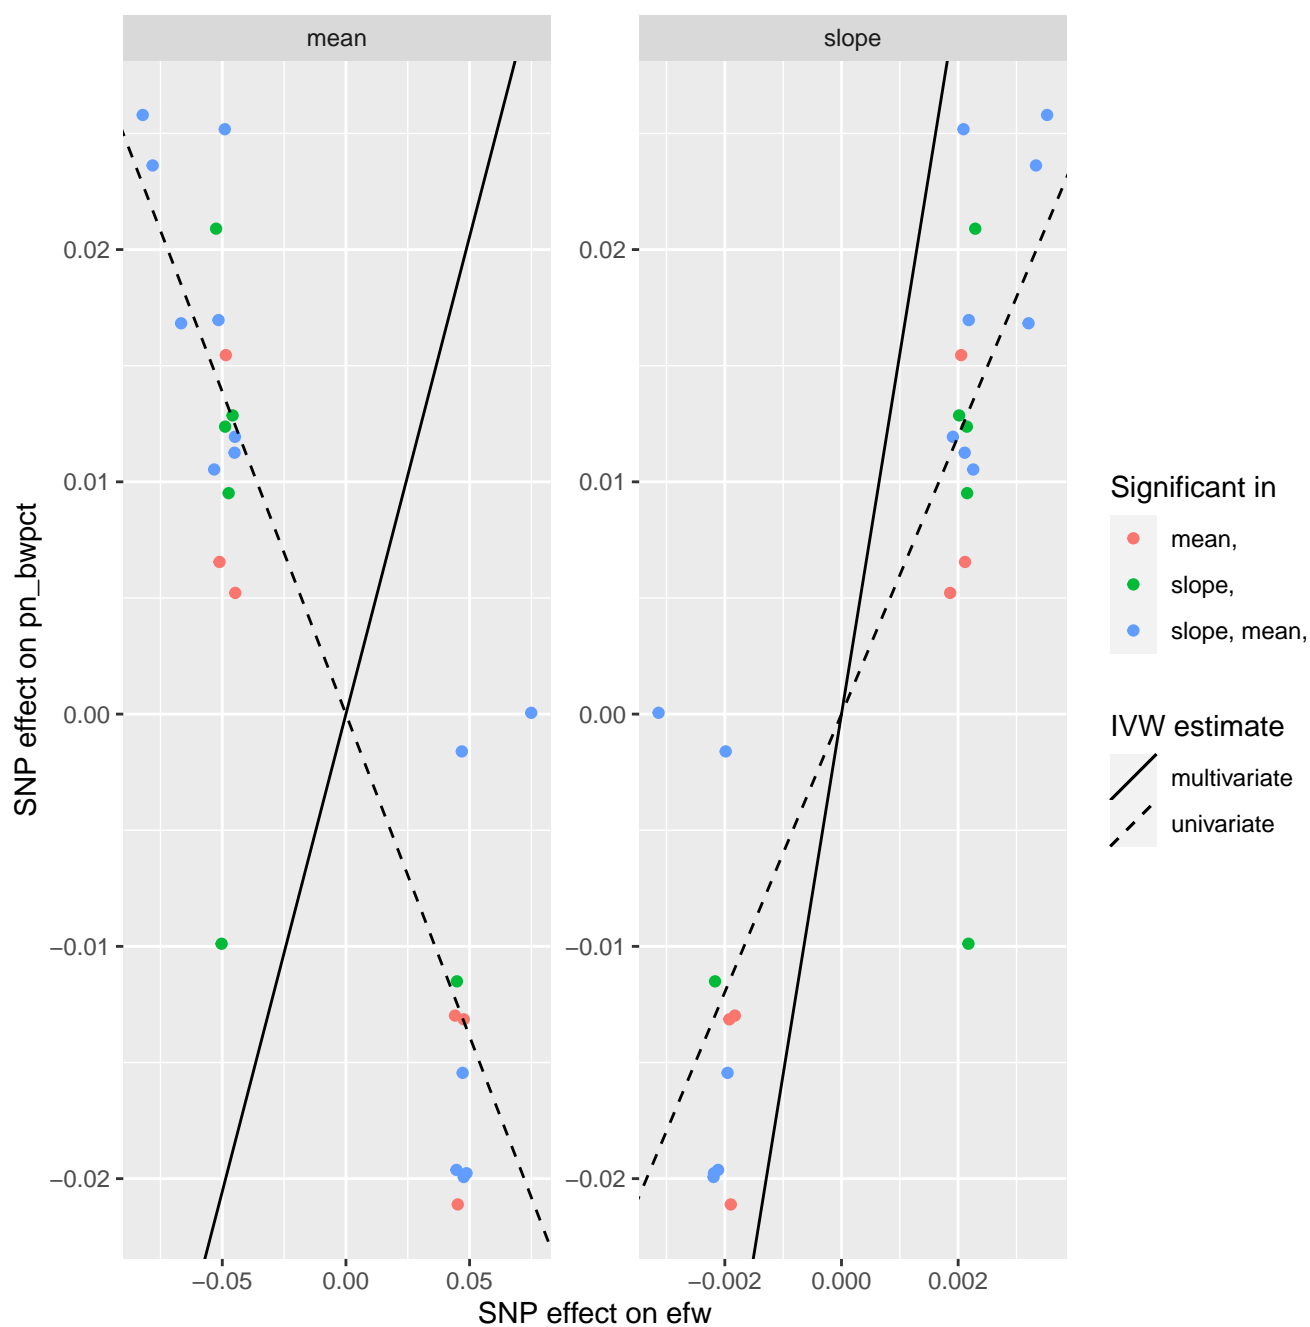 mean
slope
SNP effect on pn_bwpct
0.02
0.01
0.00
−0.01
−0.02
0.02
0.01
0.00
−0.01
−0.02
−0.05
0.00
0.05
−0.002
0.000
0.002
SNP effect on efw
Significant in
mean,
slope,
slope, mean,
IVW estimate
multivariate
univariate